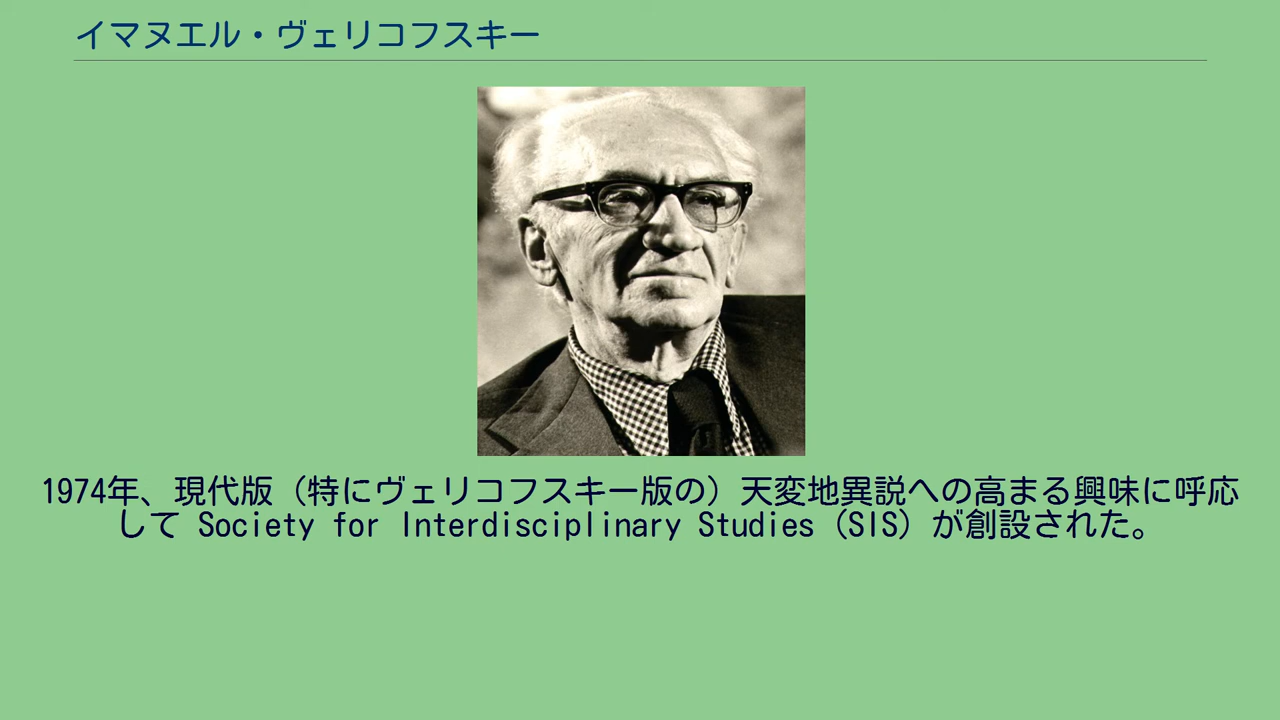 イマヌエル・ヴェリコフスキー
1974年、現代版（特にヴェリコフスキー版の）天変地異説への高まる興味に呼応
して Society for Interdisciplinary Studies（SIS）が創設された。